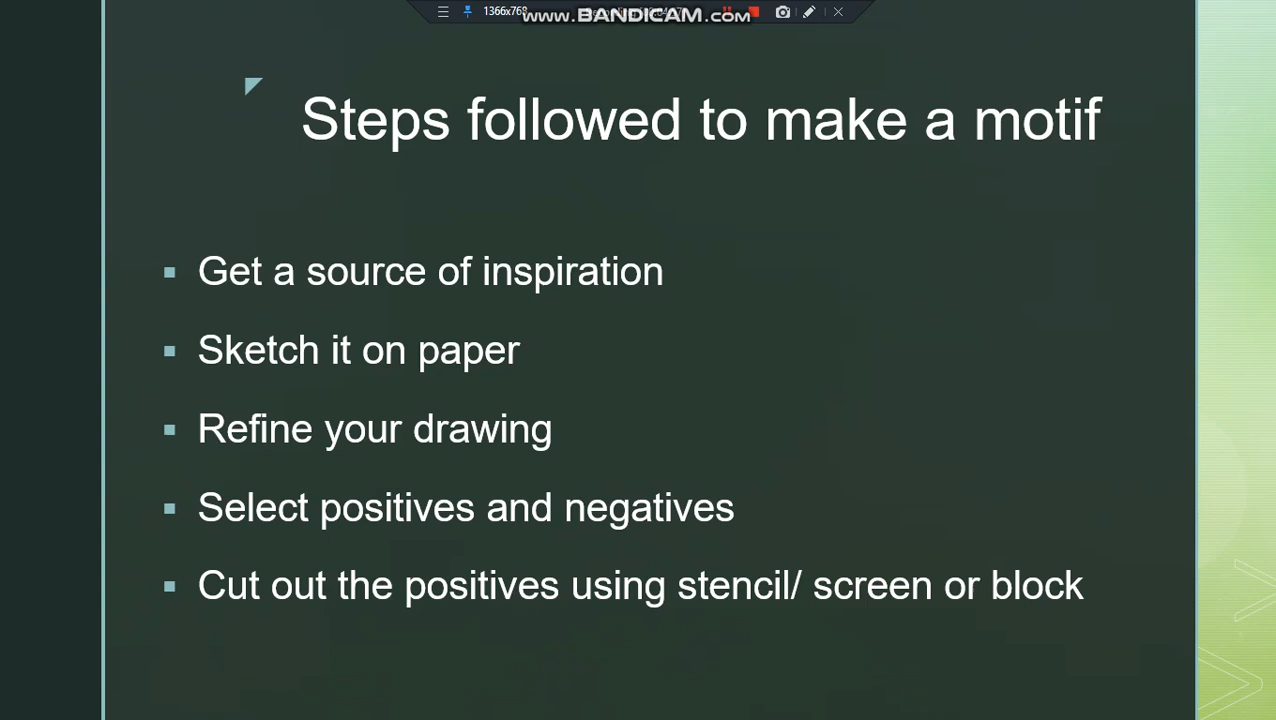 1366x768
www.BANDICAM.com
Steps followed to make a motif
Get a source of inspiration
Sketch it on paper
Refine your drawing
Select positives and negatives
Cut out the positives using stencil/ screen or block